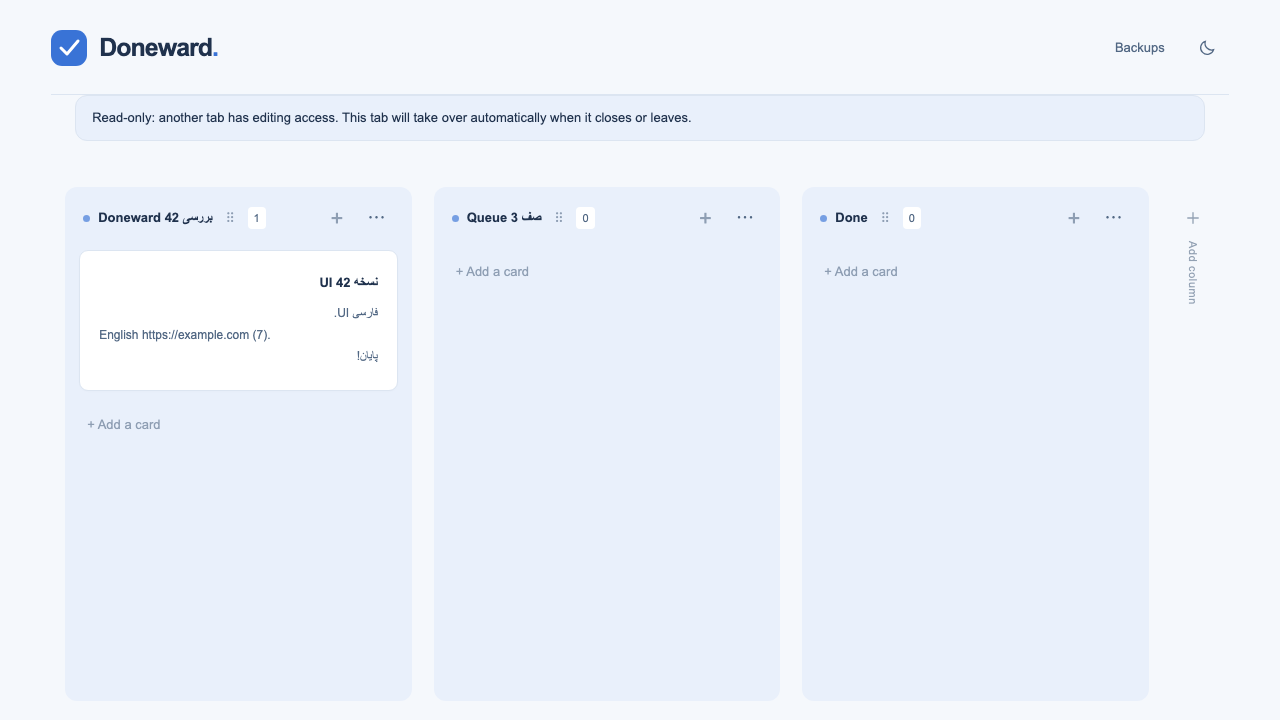 Doneward.
Backups
Read-only: another tab has editing access. This tab will take over automatically when it closes or leaves.
بررسی Doneward 42
1
نسخه UI 42
فارسی UI.
English https://example.com (7).
پایان!
+ Add a card
صف Queue 3
0
+ Add a card
Done
0
+ Add a card
Add column